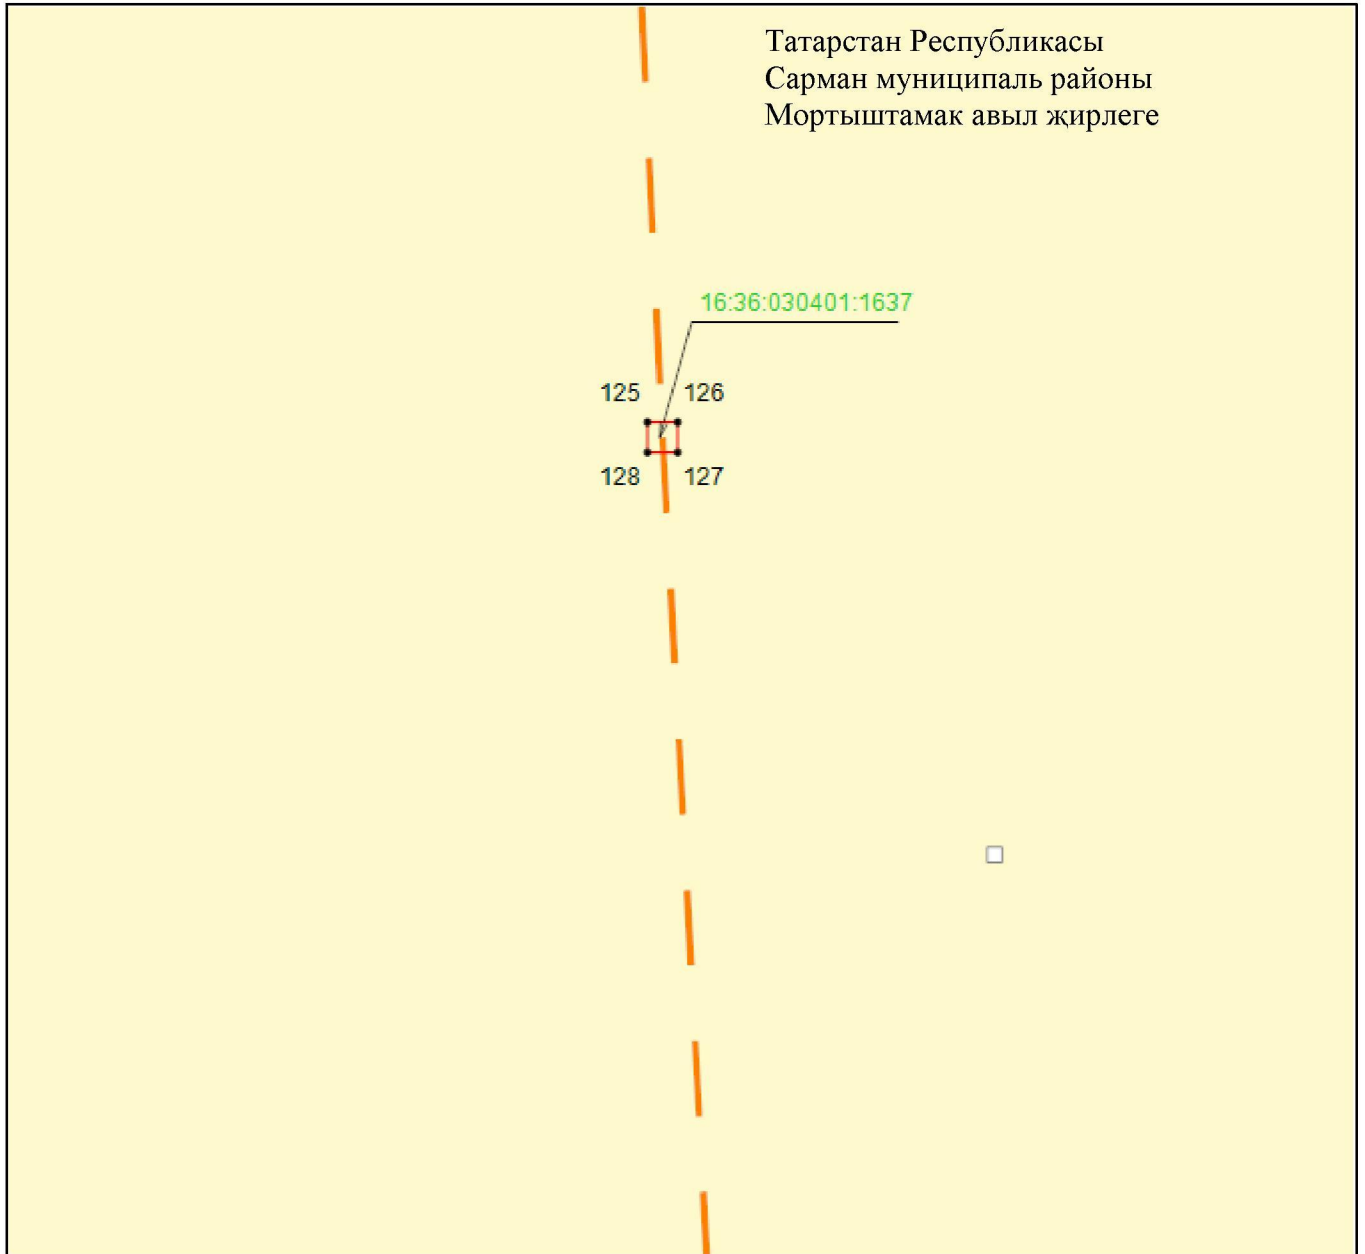 Татарстан Республикасы
Сарман муниципаль районы
Мортыштамак авыл җирлеге
16:36:030401:1637
125 126
128 127